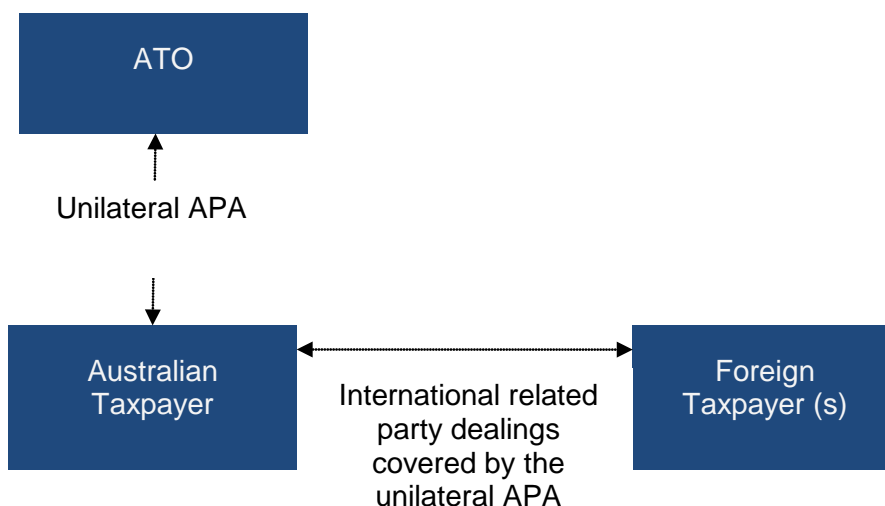 ATO
Unilateral APA
Australian
Taxpayer
International related
party dealings
covered by the
unilateral APA
Foreign
Taxpayer (s)